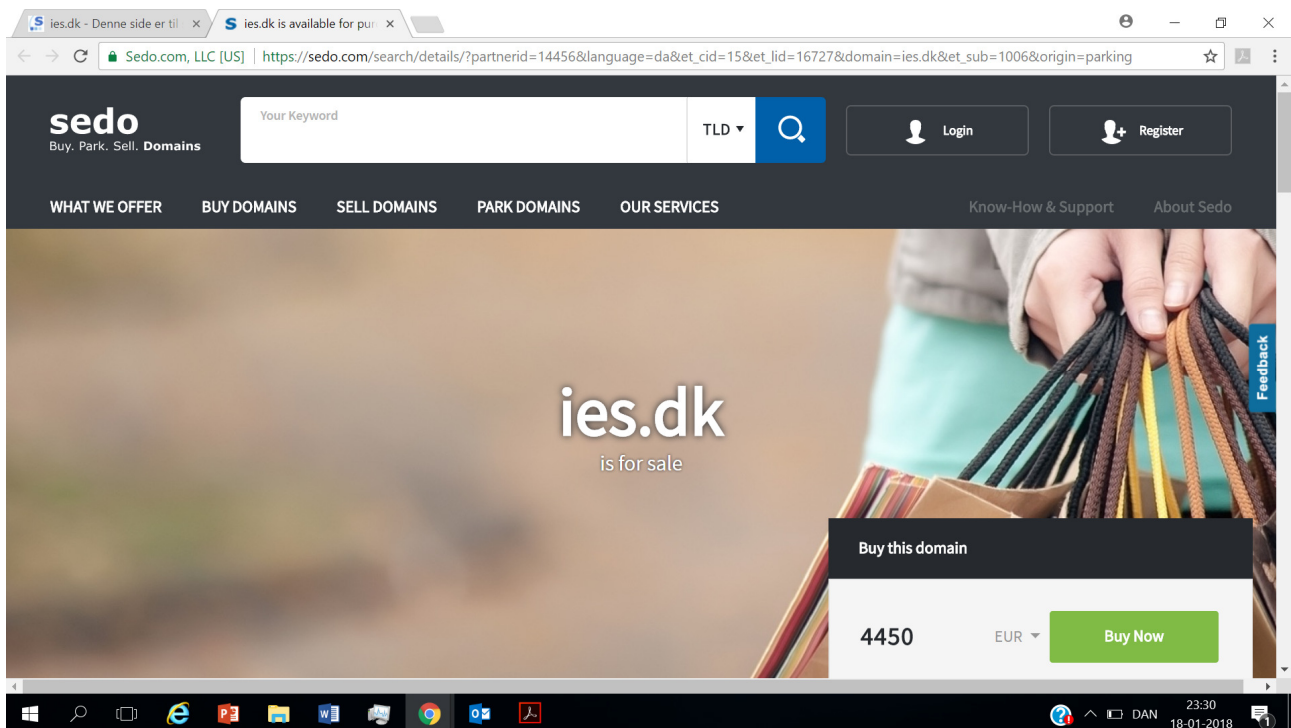 ies.dk - Denne side er til
ies.dk is available for pur
Sedo.com, LLC [US] https://sedo.com/search/details/?partnerid=14456&language=da&et_cid=15&et_lid=16727&domain=ies.dk&et_sub=1006&origin=parking
sedo
Buy. Park. Sell. Domains
Your Keyword
TLD
Login
Register
WHAT WE OFFER BUY DOMAINS SELL DOMAINS PARK DOMAINS OUR SERVICES Know-How & Support About Sedo
Feedback
ies.dk
is for sale
Buy this domain
4450 EUR Buy Now
DAN
23:30
18-01-2018
1